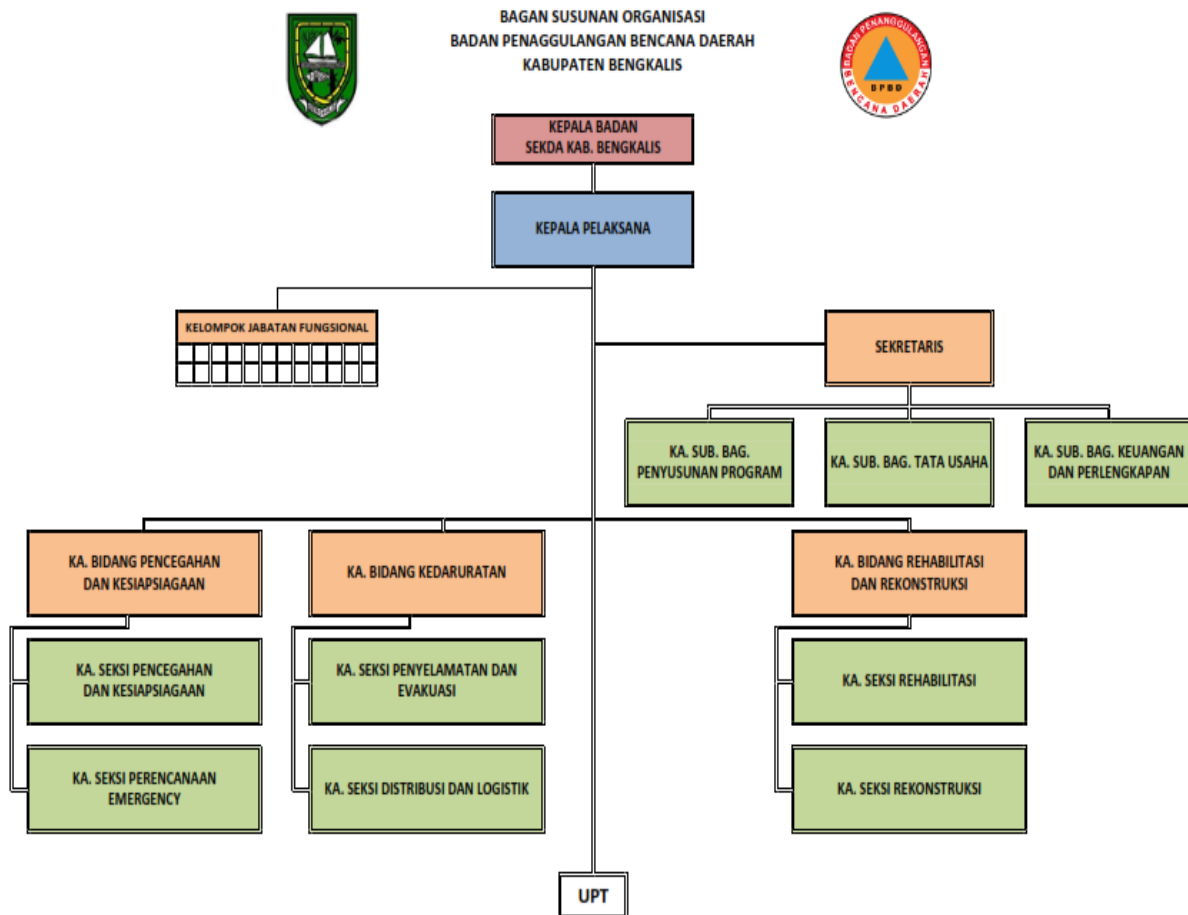 BAGAN SUSUNAN ORGANISASI
BADAN PENAGGULANGAN BENCANA DAERAH
KABUPATEN BENGKALIS
BADAN PENANGGULANGAN
BPBD
BENCANA DAERAH
KEPALA BADAN
SEKDA KAB. BENGKALIS
KEPALA PELAKSANA
KELOMPOK JABATAN FUNGSIONAL
SEKRETARIS
KA. SUB. BAG.
PENYUSUNAN PROGRAM
KA. SUB. BAG. TATA USAHA
KA. SUB. BAG. KEUANGAN
DAN PERLENGKAPAN
KA. BIDANG PENCEGAHAN
DAN KESIAPSIAGAAN
KA. BIDANG KEDARURATAN
KA. BIDANG REHABILITASI
DAN REKONSTRUKSI
KA. SEKSI PENCEGAHAN
DAN KESIAPSIAGAAN
KA. SEKSI PENYELAMATAN DAN
EVAKUASI
KA. SEKSI REHABILITASI
KA. SEKSI PERENCANAAN
EMERGENCY
KA. SEKSI DISTRIBUSI DAN LOGISTIK
KA. SEKSI REKONSTRUKSI
UPT